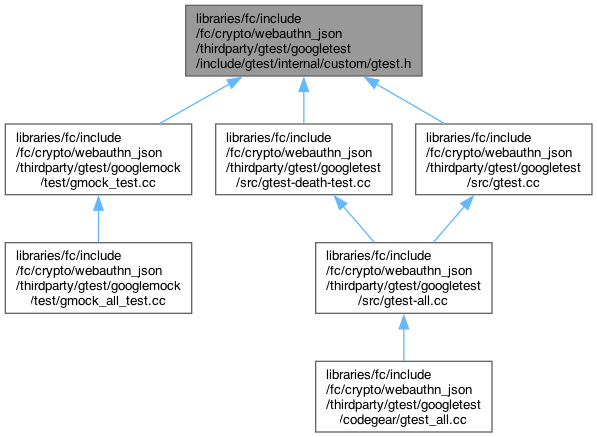 libraries/fc/include
/fc/crypto/webauthn_json
/thirdparty/gtest/googletest
/include/gtest/internal/custom/gtest.h
libraries/fc/include
/fc/crypto/webauthn_json
/thirdparty/gtest/googlemock
/test/gmock_test.cc
libraries/fc/include
/fc/crypto/webauthn_json
/thirdparty/gtest/googletest
/src/gtest-death-test.cc
libraries/fc/include
/fc/crypto/webauthn_json
/thirdparty/gtest/googletest
/src/gtest.cc
libraries/fc/include
/fc/crypto/webauthn_json
/thirdparty/gtest/googlemock
/test/gmock_all_test.cc
libraries/fc/include
/fc/crypto/webauthn_json
/thirdparty/gtest/googletest
/src/gtest-all.cc
libraries/fc/include
/fc/crypto/webauthn_json
/thirdparty/gtest/googletest
/codegear/gtest_all.cc